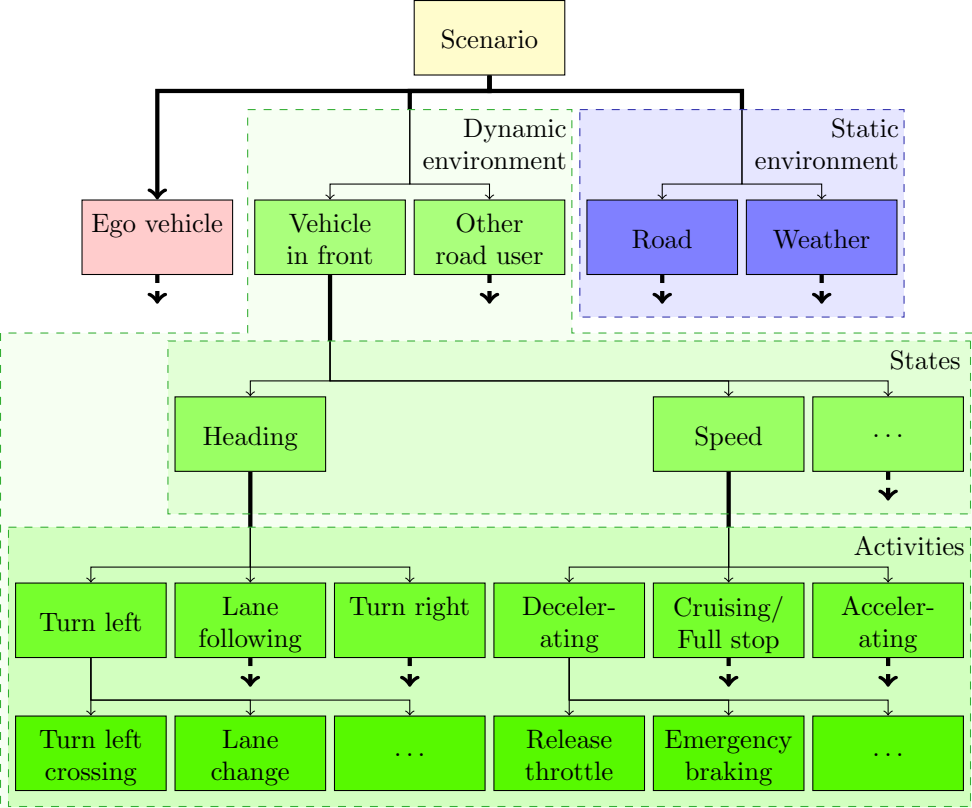 Scenario
Dynamic
environment
Static
environment
Ego vehicle
Vehicle
in front
Other
road user
Road
Weather
States
Heading
Speed
...
Activities
Turn left
Lane
following
Turn right
Deceler-
ating
Cruising/
Full stop
Acceler-
ating
Turn left
crossing
Lane
change
...
Release
throttle
Emergency
braking
...